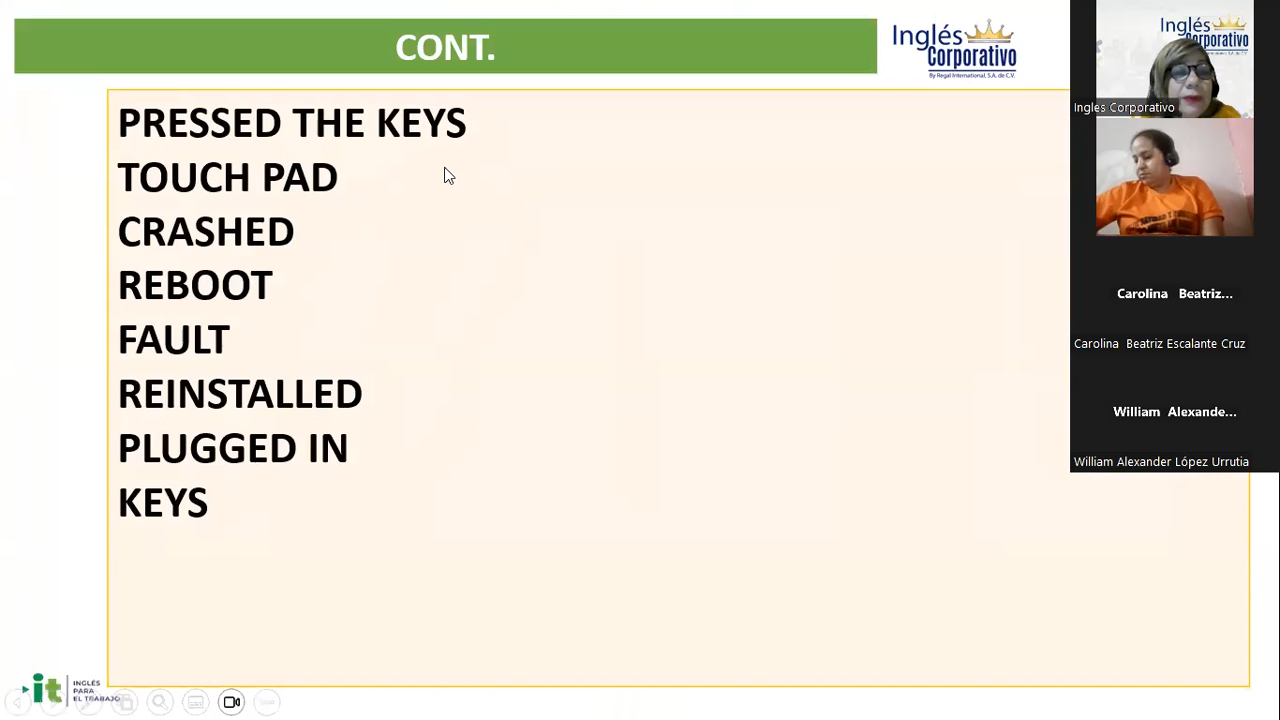 CONT.
Inglés
Corporativo
By Regal International, S.A. de C.V.
PRESSED THE KEYS
TOUCH PAD
CRASHED
REBOOT
FAULT
REINSTALLED
PLUGGED IN
KEYS
it
INGLÉS
PARA
EL TRABAJO
Inglés
Corporativo
Ingles Corporativo
Carolina Beatriz...
Carolina Beatriz Escalante Cruz
William Alexande...
William Alexander López Urrutia